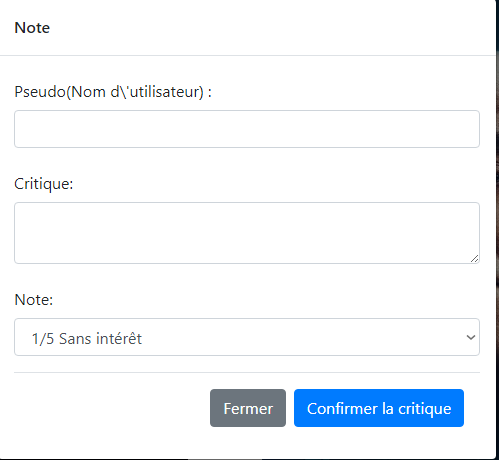 Note
Pseudo(Nom d\'utilisateur) :
Critique:
Note:
1/5 Sans intérêt
Fermer Confirmer la critique